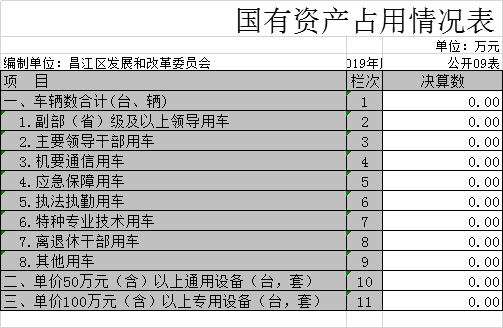 国有资产占用情况表
单位：万元
编制单位：昌江区发展和改革委员会 019年 公开09表
项 目 栏次 决算数
一、车辆数合计(台、辆) 1 0.00
1.副部（省）级及以上领导用车 2 0.00
2.主要领导干部用车 3 0.00
3.机要通信用车 4 0.00
4.应急保障用车 5 0.00
5.执法执勤用车 6 0.00
6.特种专业技术用车 7 0.00
7.离退休干部用车 8 0.00
8.其他用车 9 0.00
二、单价50万元（含）以上通用设备（台，套） 10 0.00
三、单价100万元（含）以上专用设备（台，套） 11 0.00